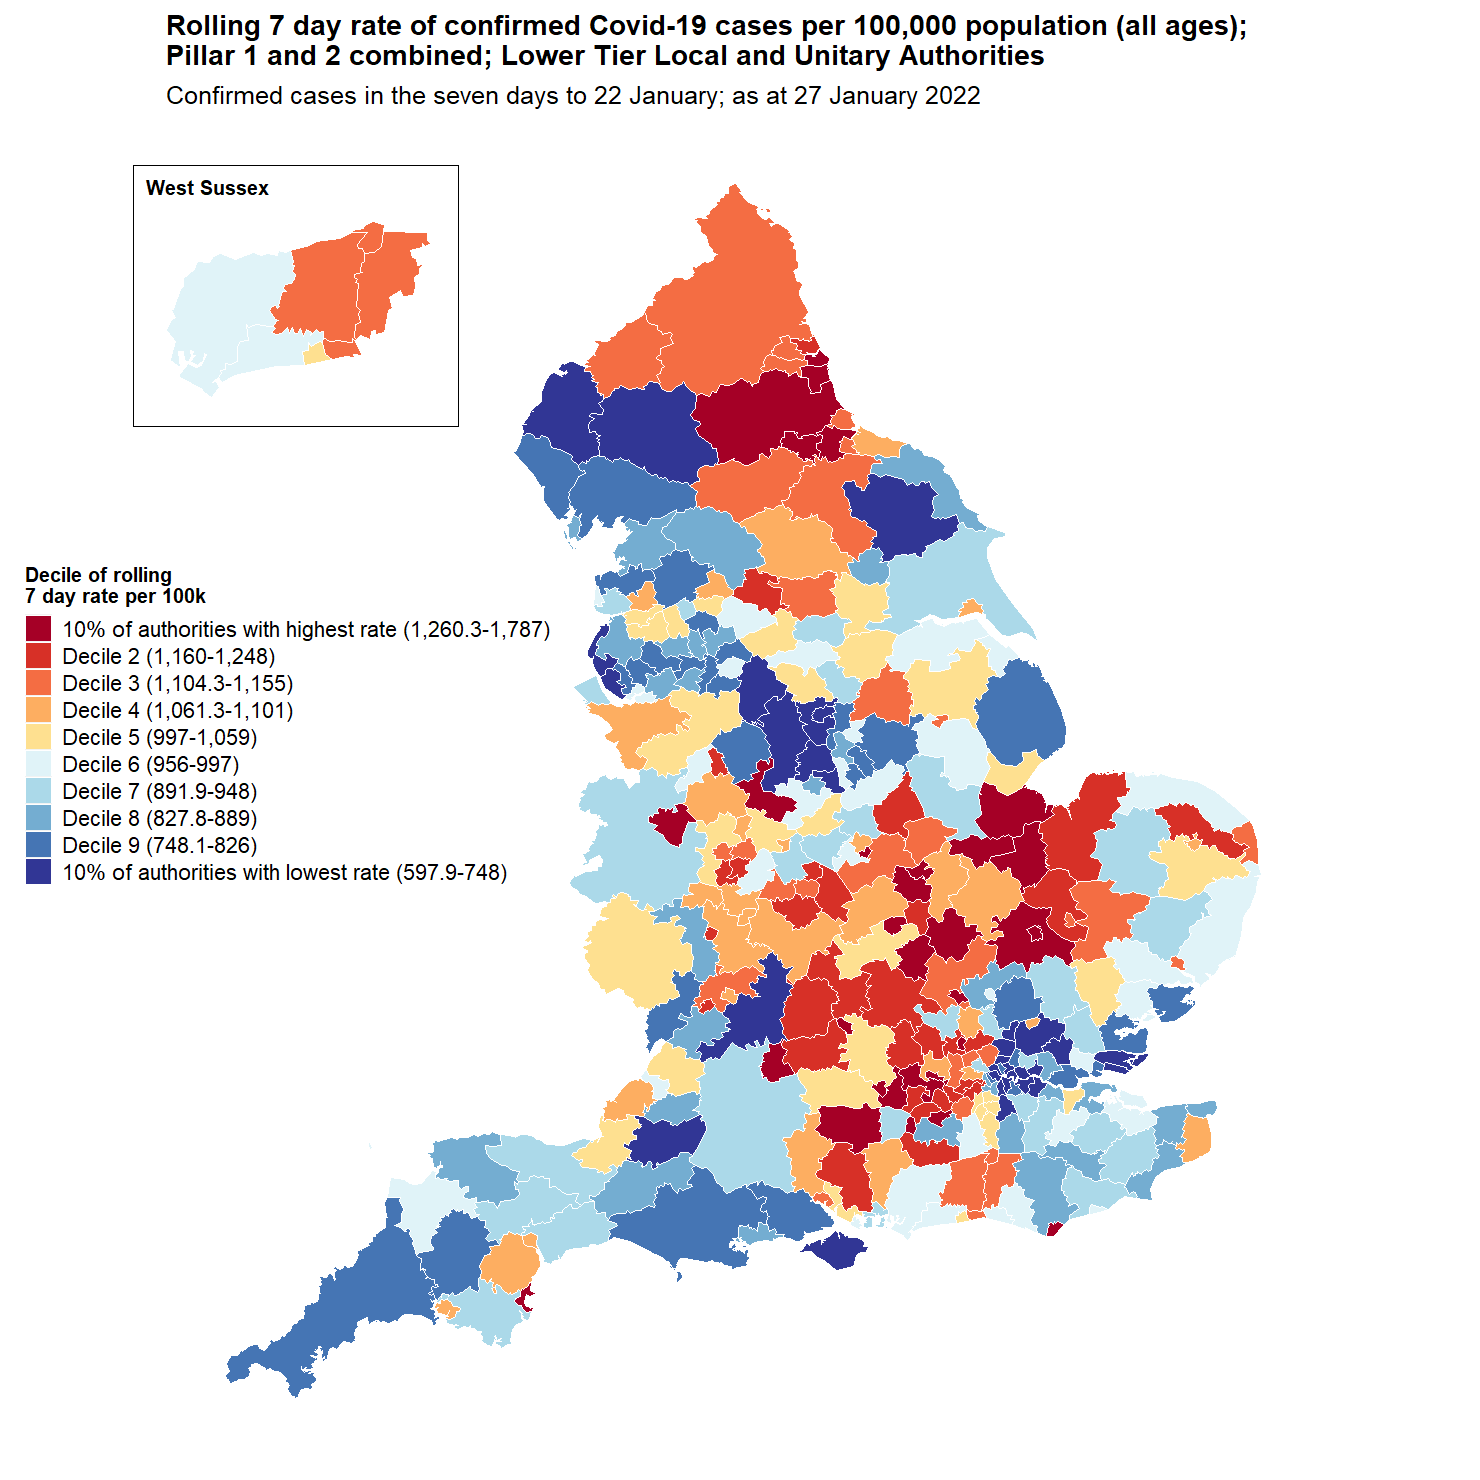 Rolling 7 day rate of confirmed Covid-19 cases per 100,000 population (all ages);
Pillar 1 and 2 combined; Lower Tier Local and Unitary Authorities
Confirmed cases in the seven days to 22 January; as at 27 January 2022
West Sussex
Decile of rolling
7 day rate per 100k
10% of authorities with highest rate (1,260.3-1,787)
Decile 2 (1,160-1,248)
Decile 3 (1,104.3-1,155)
Decile 4 (1,061.3-1,101)
Decile 5 (997-1,059)
Decile 6 (956-997)
Decile 7 (891.9-948)
Decile 8 (827.8-889)
Decile 9 (748.1-826)
10% of authorities with lowest rate (597.9-748)